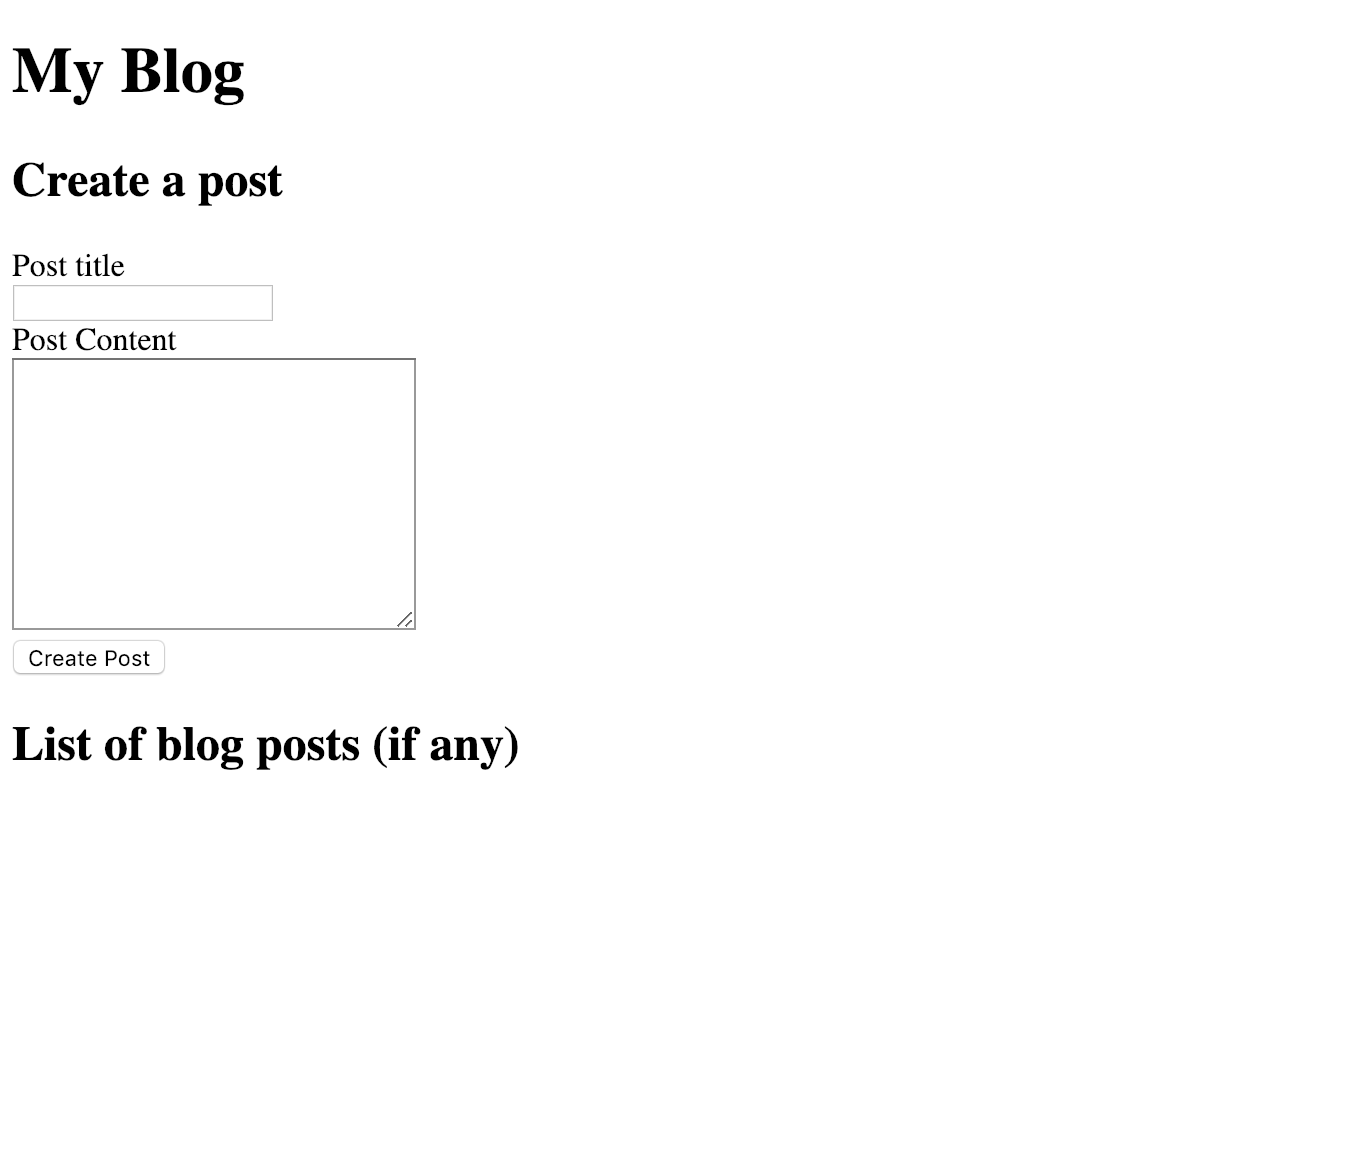 My Blog
Create a post
Post title
Post Content
Create Post
List of blog posts (if any)